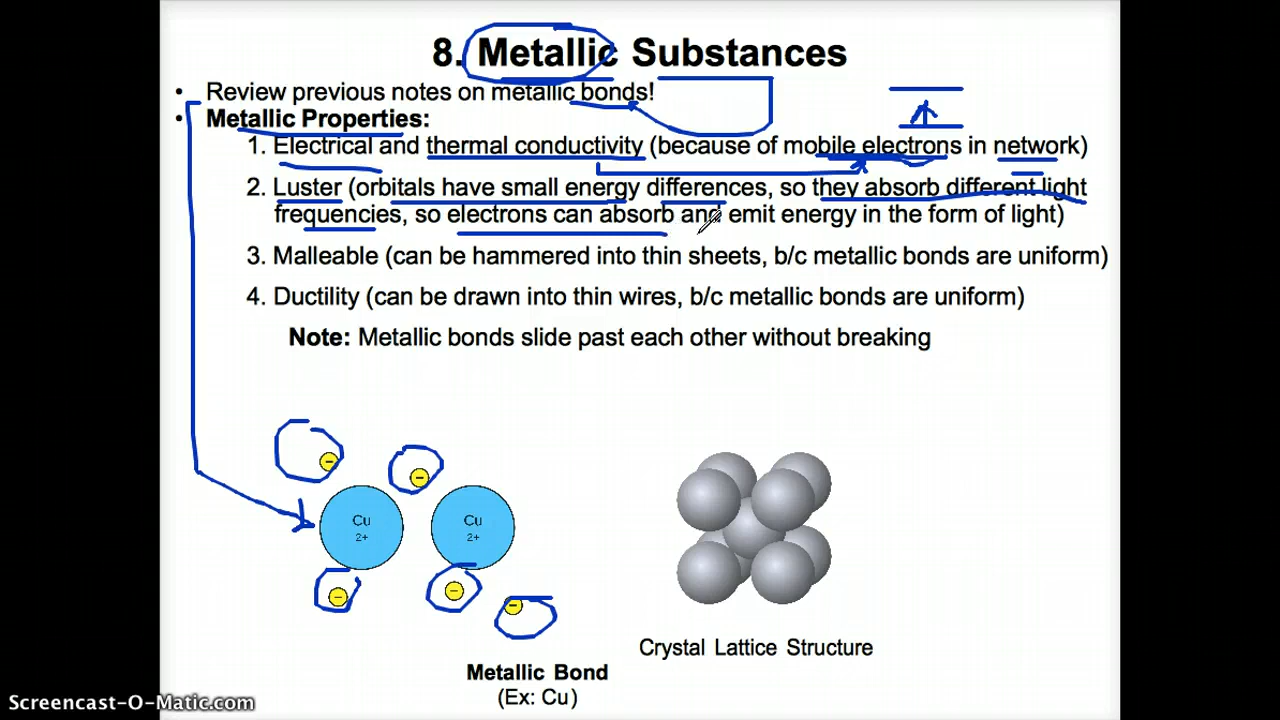 8. Metallic Substances
• Review previous notes on metallic bonds!
• Metallic Properties:
1. Electrical and thermal conductivity (because of mobile electrons in network)
2. Luster (orbitals have small energy differences, so they absorb different light
frequencies, so electrons can absorb and emit energy in the form of light)
3. Malleable (can be hammered into thin sheets, b/c metallic bonds are uniform)
4. Ductility (can be drawn into thin wires, b/c metallic bonds are uniform)
Note: Metallic bonds slide past each other without breaking
−
−
Cu
2+
Cu
2+
−
−
−
Crystal Lattice Structure
Metallic Bond
(Ex: Cu)
Screencast-O-Matic.com